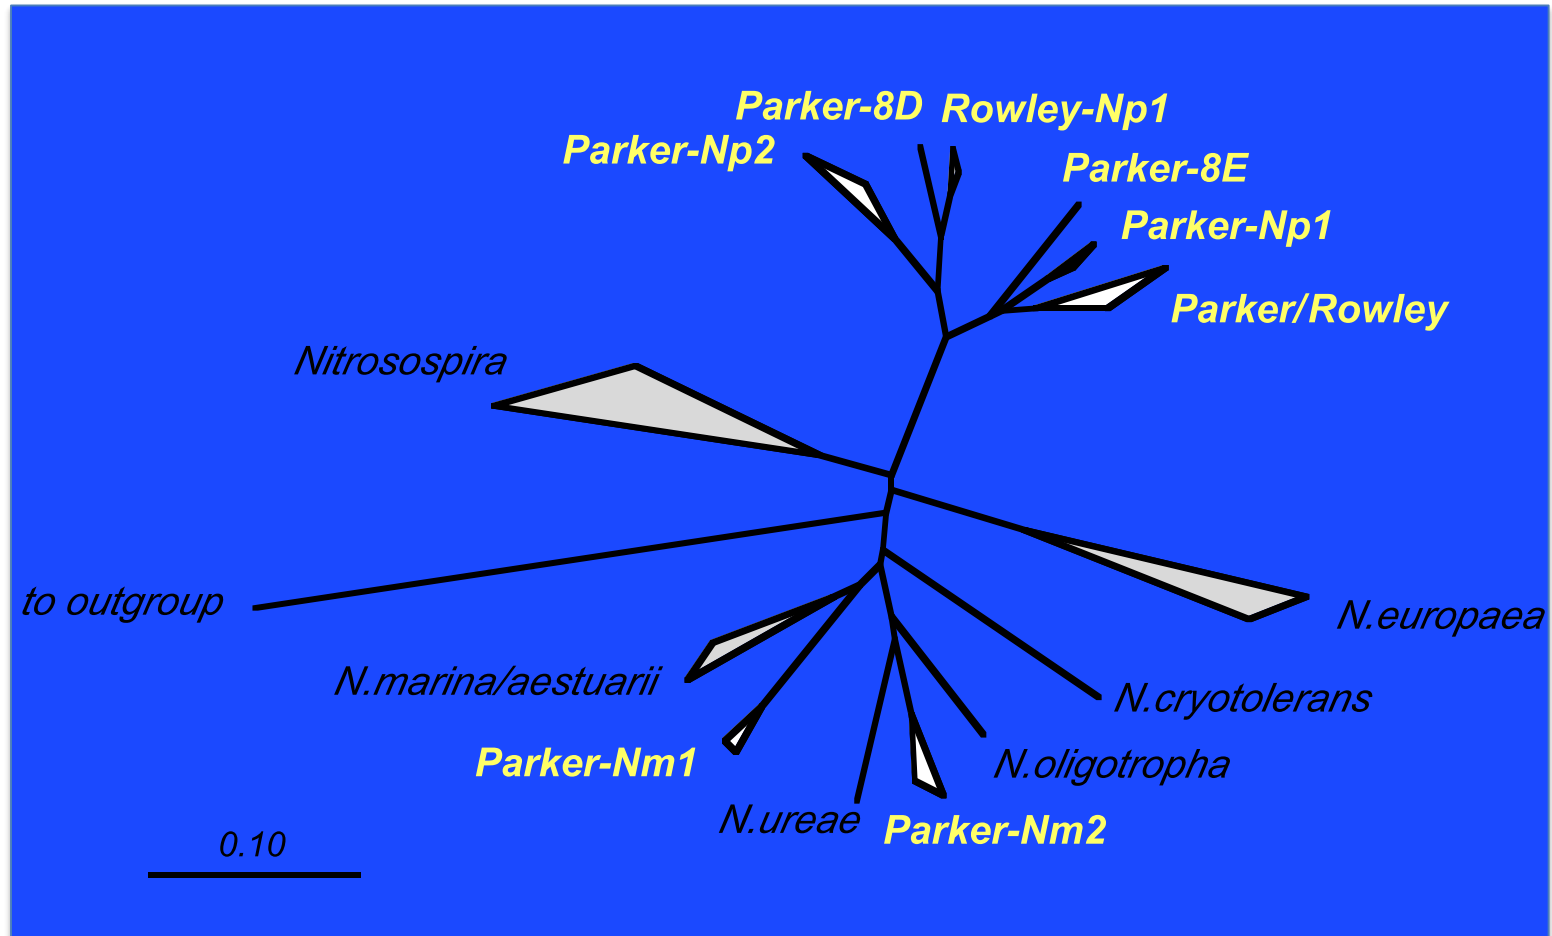 Parker-8D
Rowley-Np1
Parker-Np2
Parker-8E
Parker-Np1
Parker/Rowley
Nitrosospira
to outgroup
N.europaea
N.marina/aestuarii
N.cryotolerans
Parker-Nm1
N.oligotropha
N.ureae
Parker-Nm2
0.10